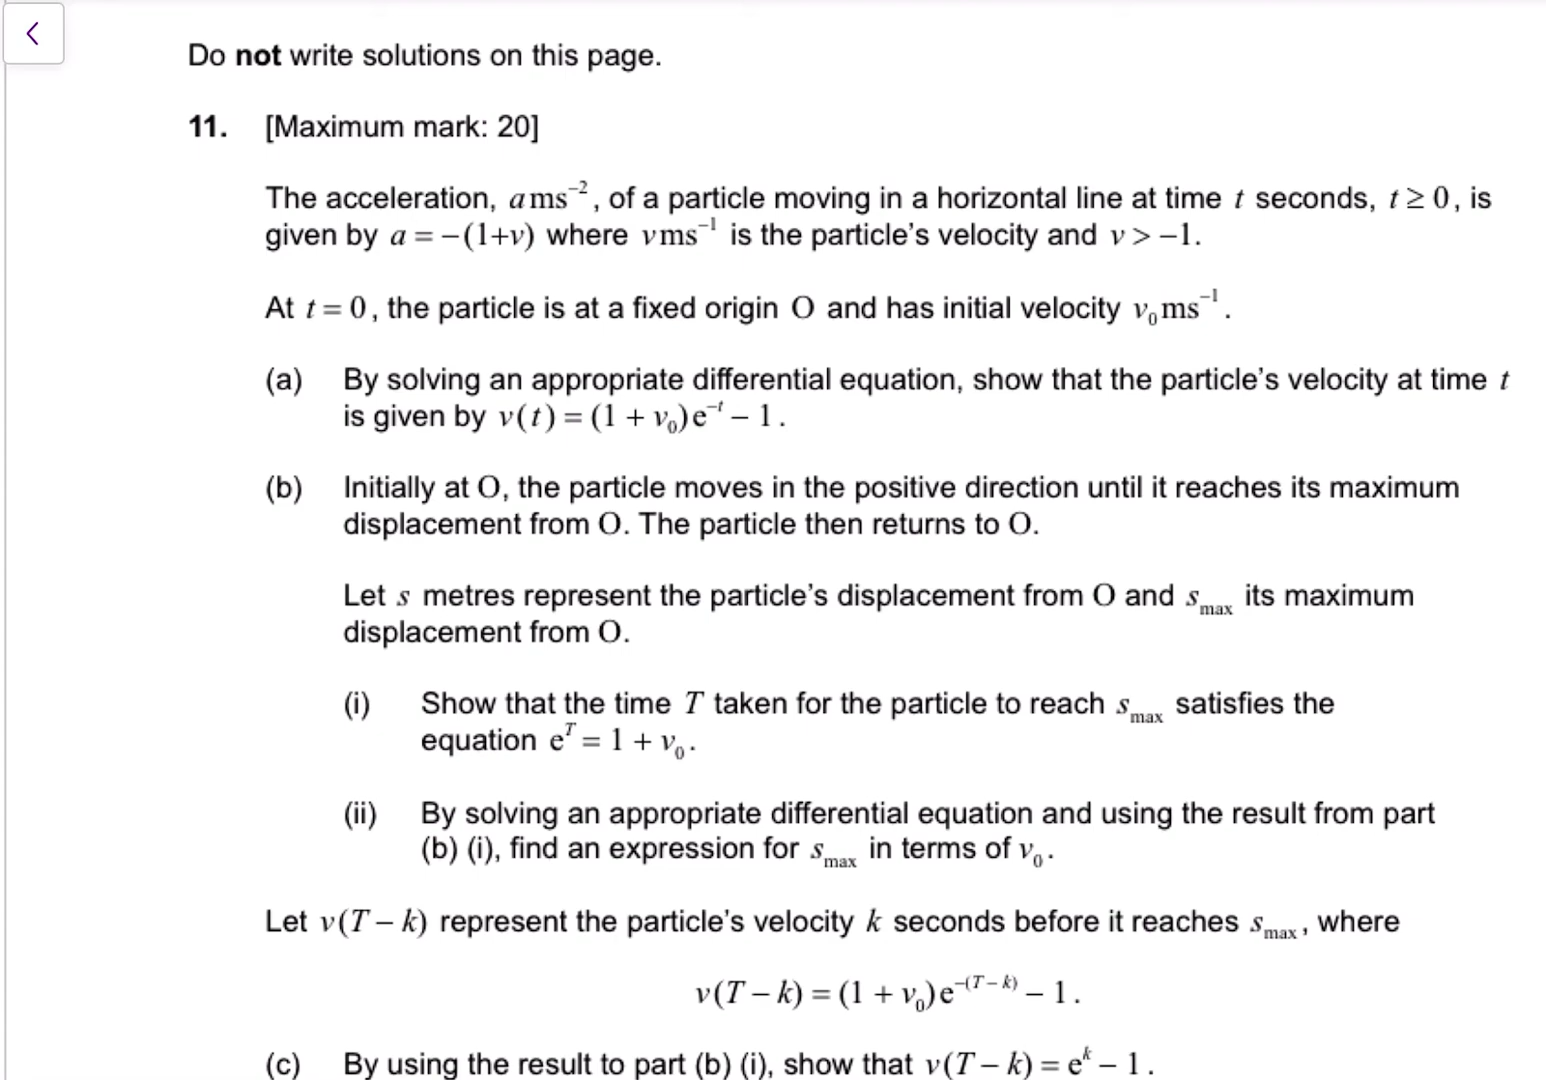 Do not write solutions on this page.
11. [Maximum mark: 20]
The acceleration, a ms⁻², of a particle moving in a horizontal line at time t seconds, t ≥ 0, is
given by a = −(1+v) where v ms⁻¹ is the particle's velocity and v > −1.
At t = 0, the particle is at a fixed origin O and has initial velocity v₀ ms⁻¹.
(a) By solving an appropriate differential equation, show that the particle's velocity at time t
is given by v(t) = (1 + v₀)e⁻ᵗ − 1.
(b) Initially at O, the particle moves in the positive direction until it reaches its maximum
displacement from O. The particle then returns to O.
Let s metres represent the particle's displacement from O and s_max its maximum
displacement from O.
(i) Show that the time T taken for the particle to reach s_max satisfies the
equation eᵀ = 1 + v₀.
(ii) By solving an appropriate differential equation and using the result from part
(b) (i), find an expression for s_max in terms of v₀.
Let v(T − k) represent the particle's velocity k seconds before it reaches s_max, where
v(T − k) = (1 + v₀)e^−(T − k) − 1.
(c) By using the result to part (b) (i), show that v(T − k) = eᵏ − 1.